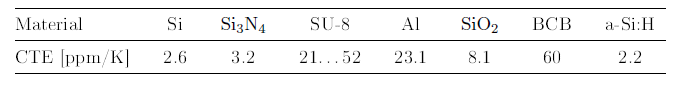 Material Si Si₃N₄ SU-8 Al SiO₂ BCB a-Si:H
CTE [ppm/K] 2.6 3.2 21...52 23.1 8.1 60 2.2